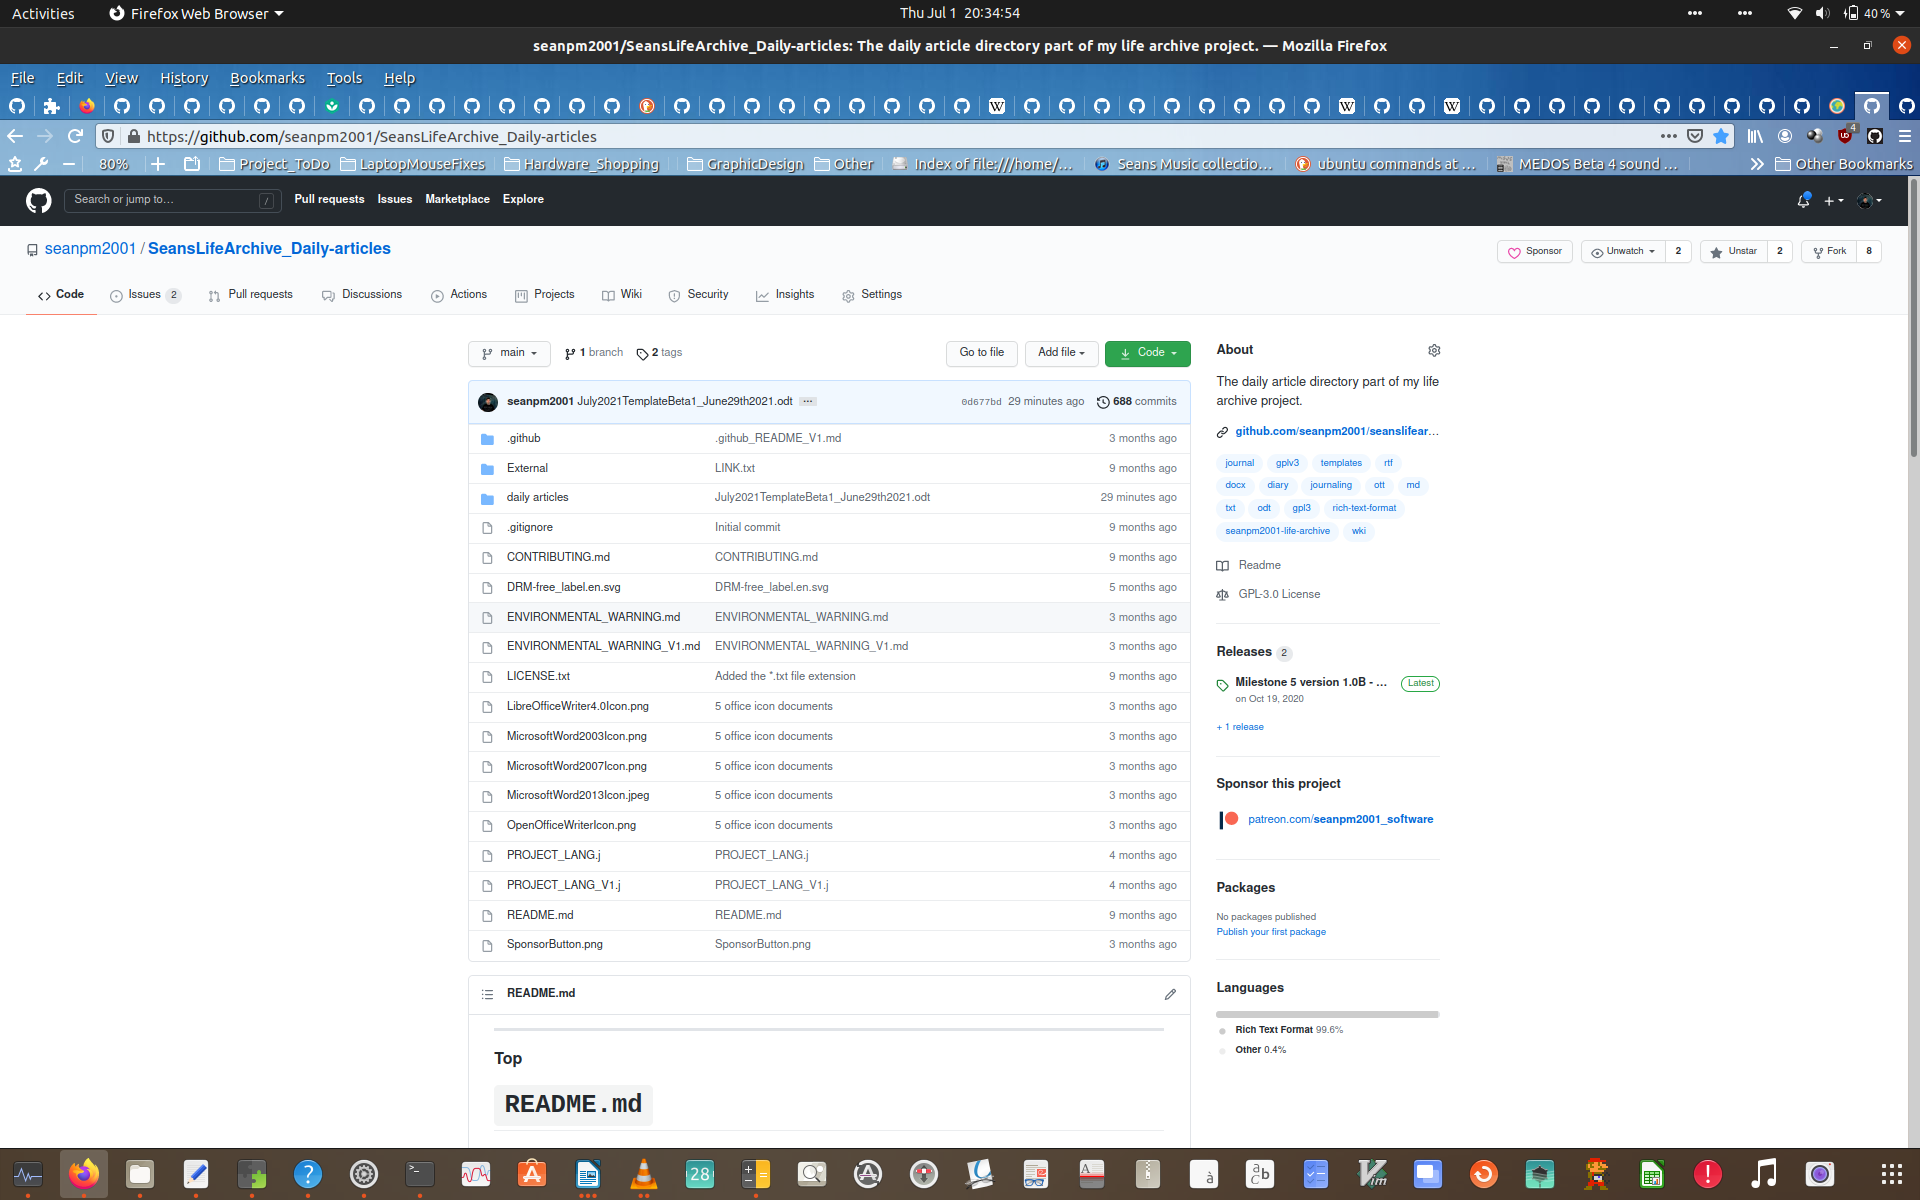 Activities Firefox Web Browser Thu Jul 1 20:34:54 40 %
seanpm2001/SeansLifeArchive_Daily-articles: The daily article directory part of my life archive project. — Mozilla Firefox
File Edit View History Bookmarks Tools Help
https://github.com/seanpm2001/SeansLifeArchive_Daily-articles 4
80% Project_ToDo LaptopMouseFixes Hardware_Shopping GraphicDesign Other Index of file:///home/... Seans Music collectio... ubuntu commands at ... MEDOS Beta 4 sound ... Other Bookmarks
Search or jump to... / Pull requests Issues Marketplace Explore
seanpm2001 / SeansLifeArchive_Daily-articles Sponsor Unwatch 2 Unstar 2 Fork 8
Code Issues 2 Pull requests Discussions Actions Projects Wiki Security Insights Settings
main 1 branch 2 tags Go to file Add file Code
seanpm2001 July2021TemplateBeta1_June29th2021.odt ... 0d677bd 29 minutes ago 688 commits
.github .github_README_V1.md 3 months ago
External LINK.txt 9 months ago
daily articles July2021TemplateBeta1_June29th2021.odt 29 minutes ago
.gitignore Initial commit 9 months ago
CONTRIBUTING.md CONTRIBUTING.md 9 months ago
DRM-free_label.en.svg DRM-free_label.en.svg 5 months ago
ENVIRONMENTAL_WARNING.md ENVIRONMENTAL_WARNING.md 3 months ago
ENVIRONMENTAL_WARNING_V1.md ENVIRONMENTAL_WARNING_V1.md 3 months ago
LICENSE.txt Added the *.txt file extension 9 months ago
LibreOfficeWriter4.0Icon.png 5 office icon documents 3 months ago
MicrosoftWord2003Icon.png 5 office icon documents 3 months ago
MicrosoftWord2007Icon.png 5 office icon documents 3 months ago
MicrosoftWord2013Icon.jpeg 5 office icon documents 3 months ago
OpenOfficeWriterIcon.png 5 office icon documents 3 months ago
PROJECT_LANG.j PROJECT_LANG.j 4 months ago
PROJECT_LANG_V1.j PROJECT_LANG_V1.j 4 months ago
README.md README.md 9 months ago
SponsorButton.png SponsorButton.png 3 months ago
README.md
Top
README.md
About
The daily article directory part of my life
archive project.
github.com/seanpm2001/seanslifear...
journal gplv3 templates rtf
docx diary journaling ott md
txt odt gpl3 rich-text-format
seanpm2001-life-archive wki
Readme
GPL-3.0 License
Releases 2
Milestone 5 version 1.0B - ... Latest
on Oct 19, 2020
+ 1 release
Sponsor this project
patreon.com/seanpm2001_software
Packages
No packages published
Publish your first package
Languages
Rich Text Format 99.6%
Other 0.4%
28